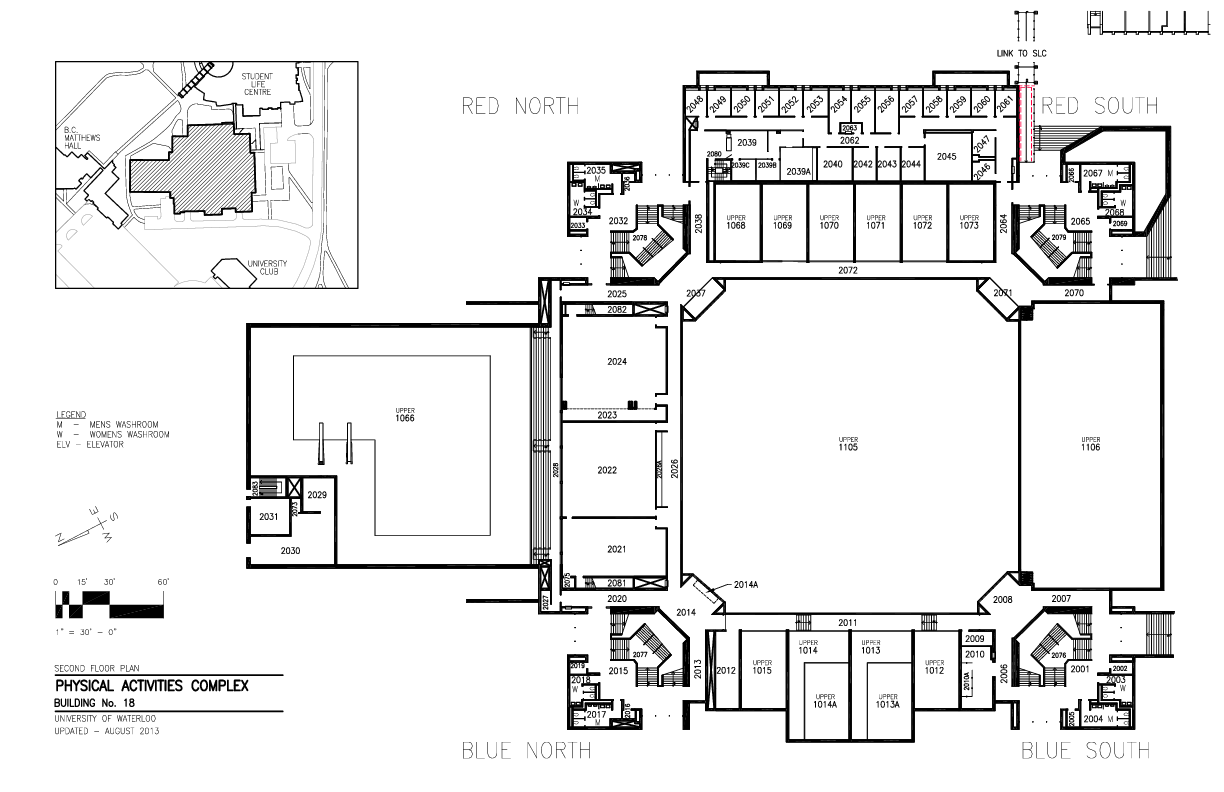 LINK TO SLC
RED NORTH
RED SOUTH
STUDENT
LIFE
CENTRE
B.C.
MATTHEWS
HALL
UNIVERSITY
CLUB
2048
2049
2050
2051
2052
2053
2054
2055
2056
2057
2058
2059
2060
2061
2063
2062
2039
2080
2039C
2039B
2039A
2040
2042
2043
2044
2045
2047
2046
2035
M
2036
W
2034
2033
2032
2078
2038
UPPER
1068
UPPER
1069
UPPER
1070
UPPER
1071
UPPER
1072
UPPER
1073
2064
2066
2067 M
W
2068
2069
2065
2079
2072
2025
2037
2071
2070
2082
2024
2023
UPPER
1066
2028
2022
2026A
2026
UPPER
1105
UPPER
1106
LEGEND
M – MENS WASHROOM
W – WOMENS WASHROOM
ELV – ELEVATOR
2083
2073
2029
2031
2030
N
E
S
W
2021
2075
2081
2027
2020
2014A
2014
2008
2007
0 15' 30' 60'
1" = 30' – 0"
2011
2077
2015
2019
2018
W
2017
M
2016
2013
2012
UPPER
1015
UPPER
1014
UPPER
1014A
UPPER
1013
UPPER
1013A
UPPER
1012
2009
2010
2010A
2006
2076
2001
2002
2003
W
2005
2004 M
SECOND FLOOR PLAN
PHYSICAL ACTIVITIES COMPLEX
BUILDING No. 18
UNIVERSITY OF WATERLOO
UPDATED – AUGUST 2013
BLUE NORTH
BLUE SOUTH